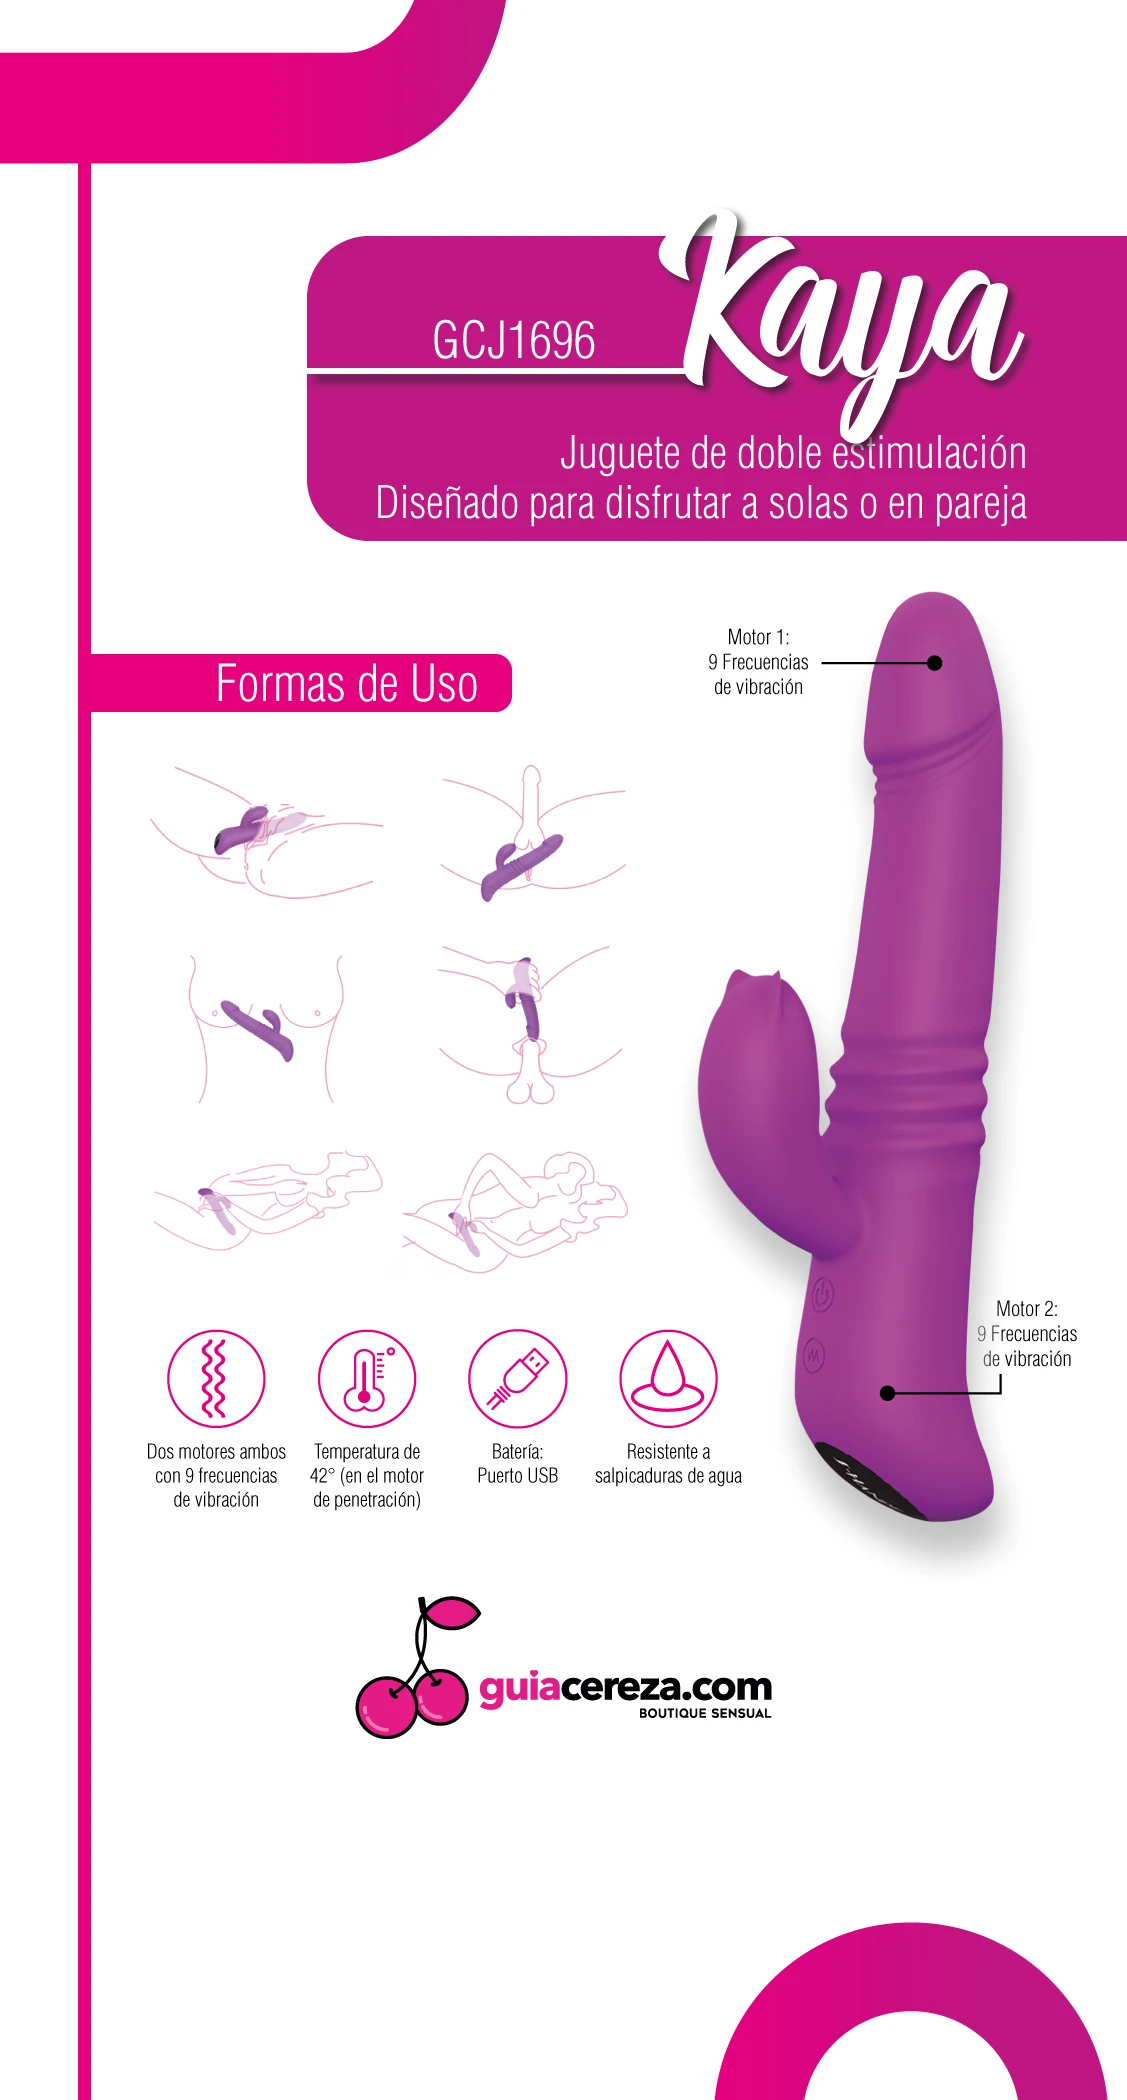 Kaya
GCJ1696
Juguete de doble estimulación
Diseñado para disfrutar a solas o en pareja
Motor 1:
9 Frecuencias
de vibración
Formas de Uso
Motor 2:
9 Frecuencias
de vibración
Dos motores ambos
con 9 frecuencias
de vibración
Temperatura de
42° (en el motor
de penetración)
Batería:
Puerto USB
Resistente a
salpicaduras de agua
guiacereza.com
BOUTIQUE SENSUAL